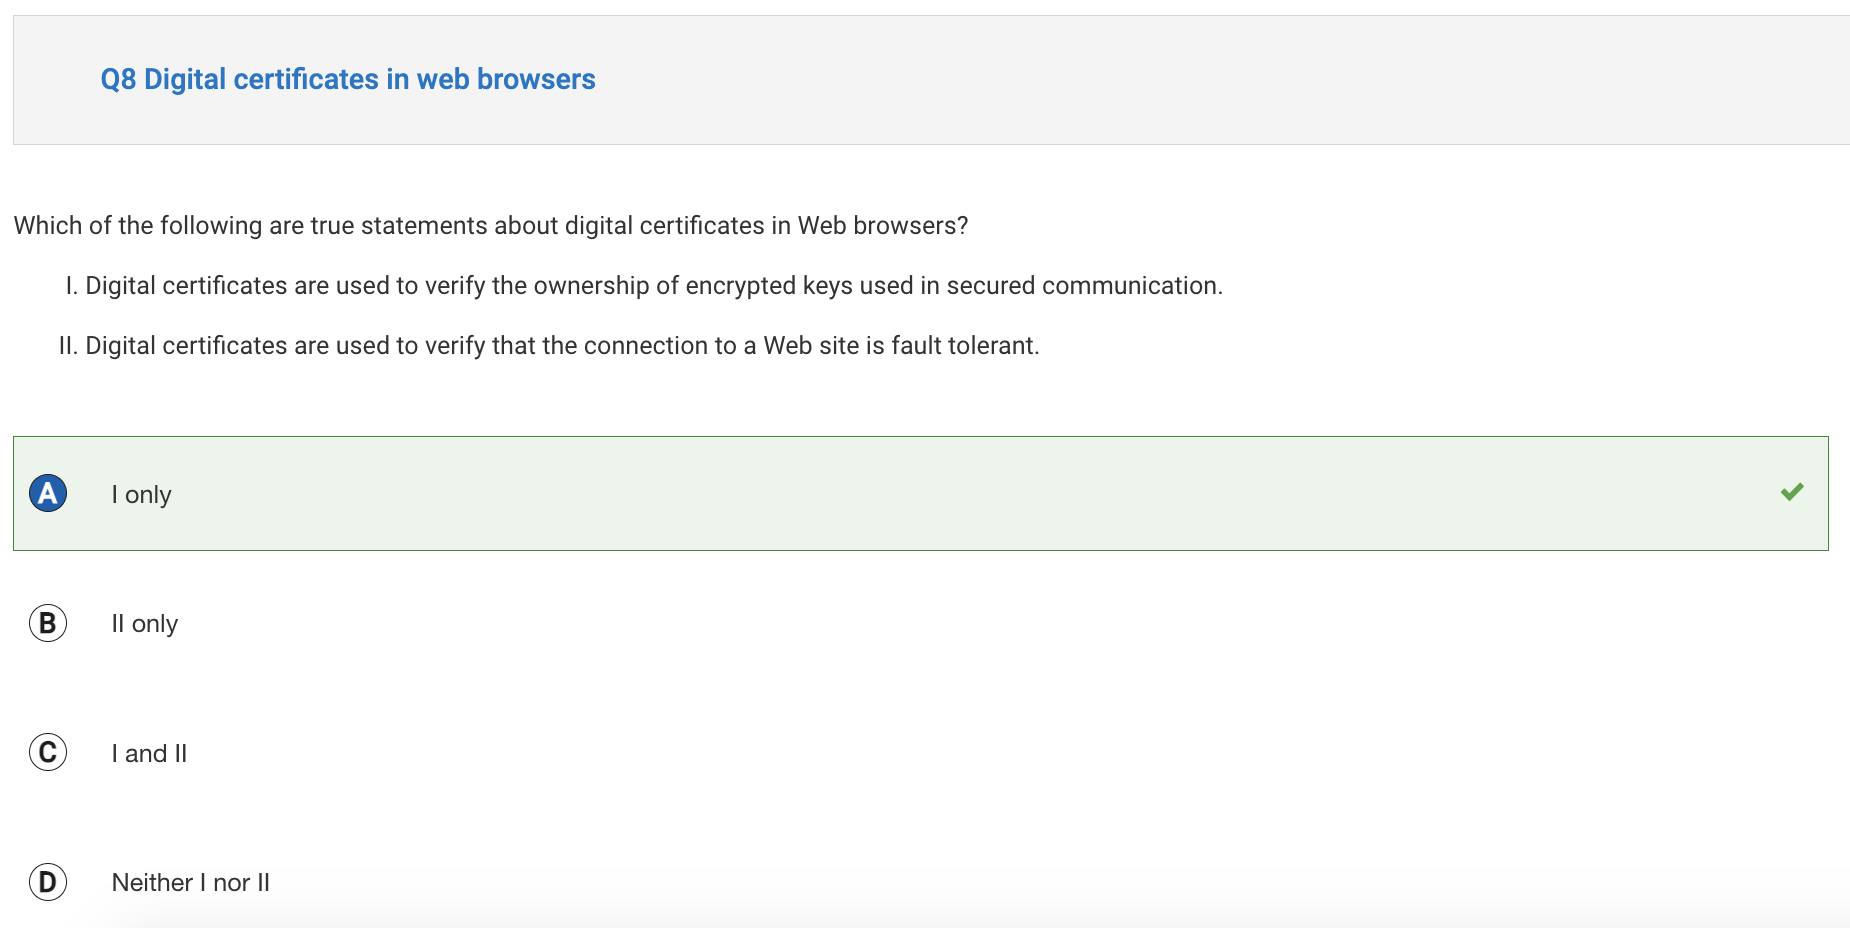 Q8 Digital certificates in web browsers
Which of the following are true statements about digital certificates in Web browsers?
I. Digital certificates are used to verify the ownership of encrypted keys used in secured communication.
II. Digital certificates are used to verify that the connection to a Web site is fault tolerant.
A I only
B II only
C I and II
D Neither I nor II